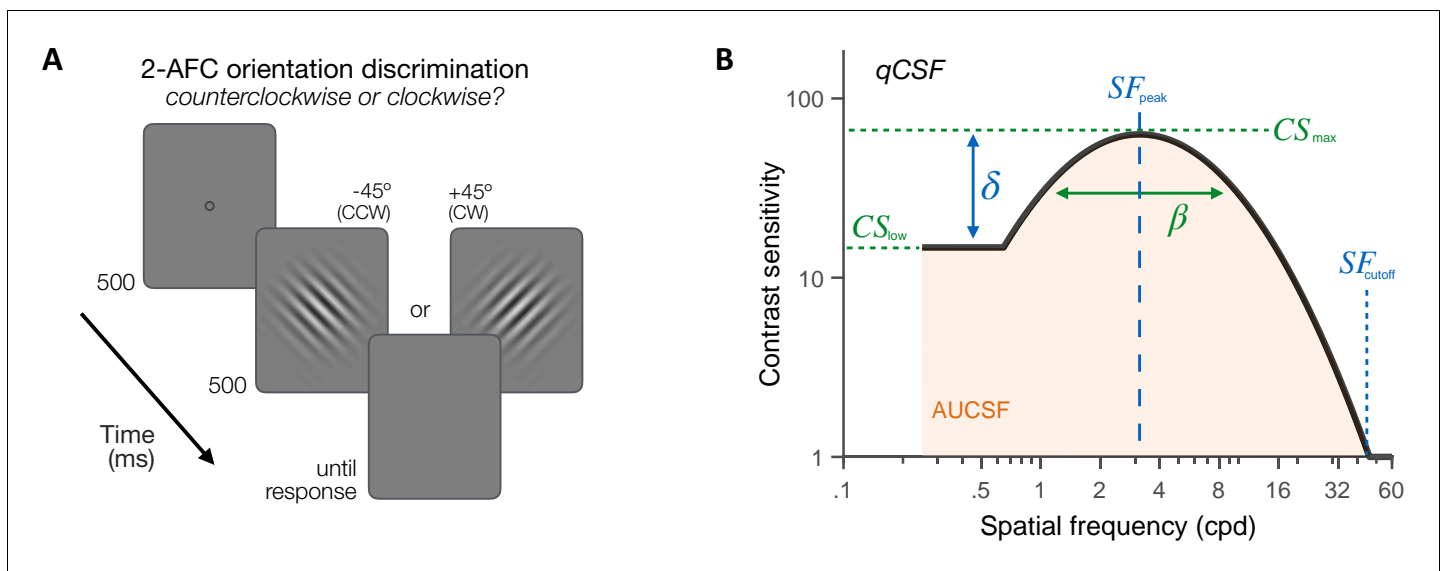 A
2-AFC orientation discrimination
counterclockwise or clockwise?
-45º
(CCW)
+45º
(CW)
500
or
500
Time
(ms)
until
response
B
qCSF
SFpeak
100
CSmax
δ
β
CSlow
SFcutoff
10
Contrast sensitivity
AUCSF
1
.1 .5 1 2 4 8 16 32 60
Spatial frequency (cpd)